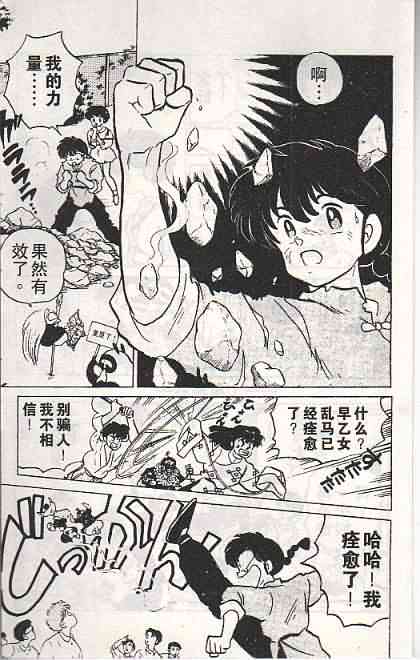 啊…
我的力
量……
果然有
效了。
什么？
早乙女
乱马已
经痊愈
了？
别骗人！
我不相
信！
哈哈！我
痊愈了！